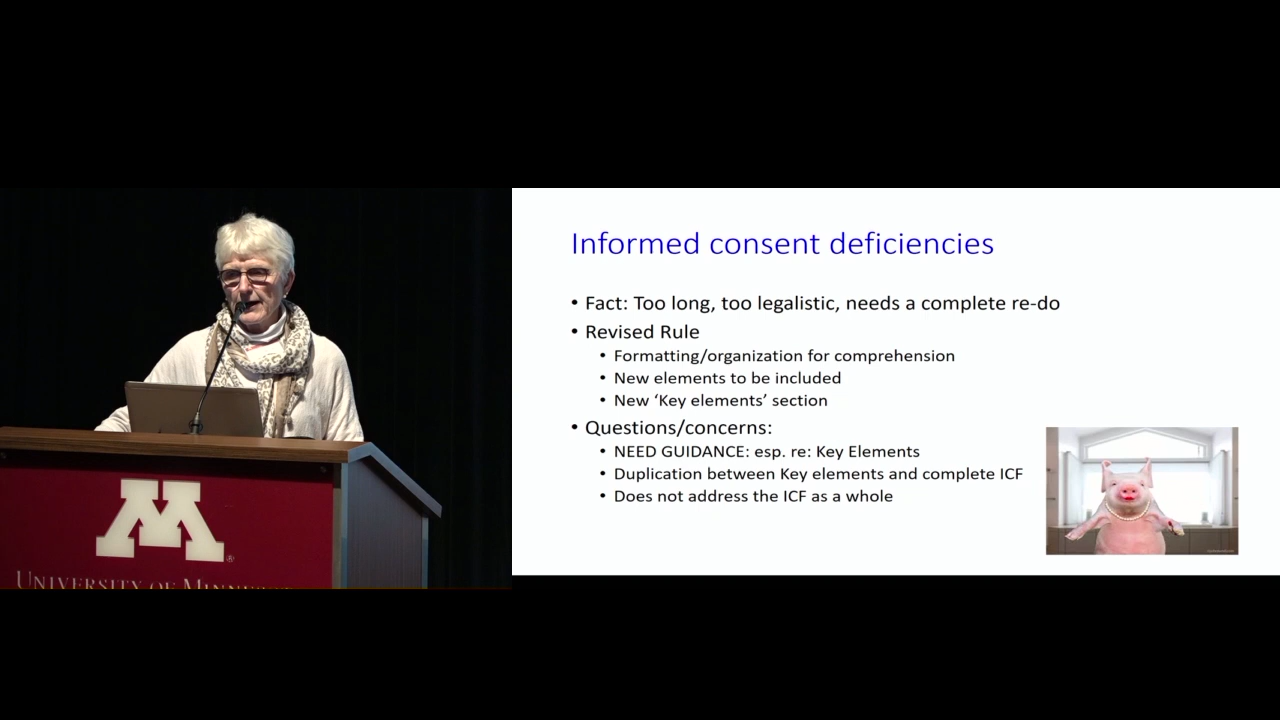 Informed consent deficiencies
• Fact: Too long, too legalistic, needs a complete re-do
• Revised Rule
• Formatting/organization for comprehension
• New elements to be included
• New ‘Key elements’ section
• Questions/concerns:
• NEED GUIDANCE: esp. re: Key Elements
• Duplication between Key elements and complete ICF
• Does not address the ICF as a whole
M®
UNIVERSITY OF